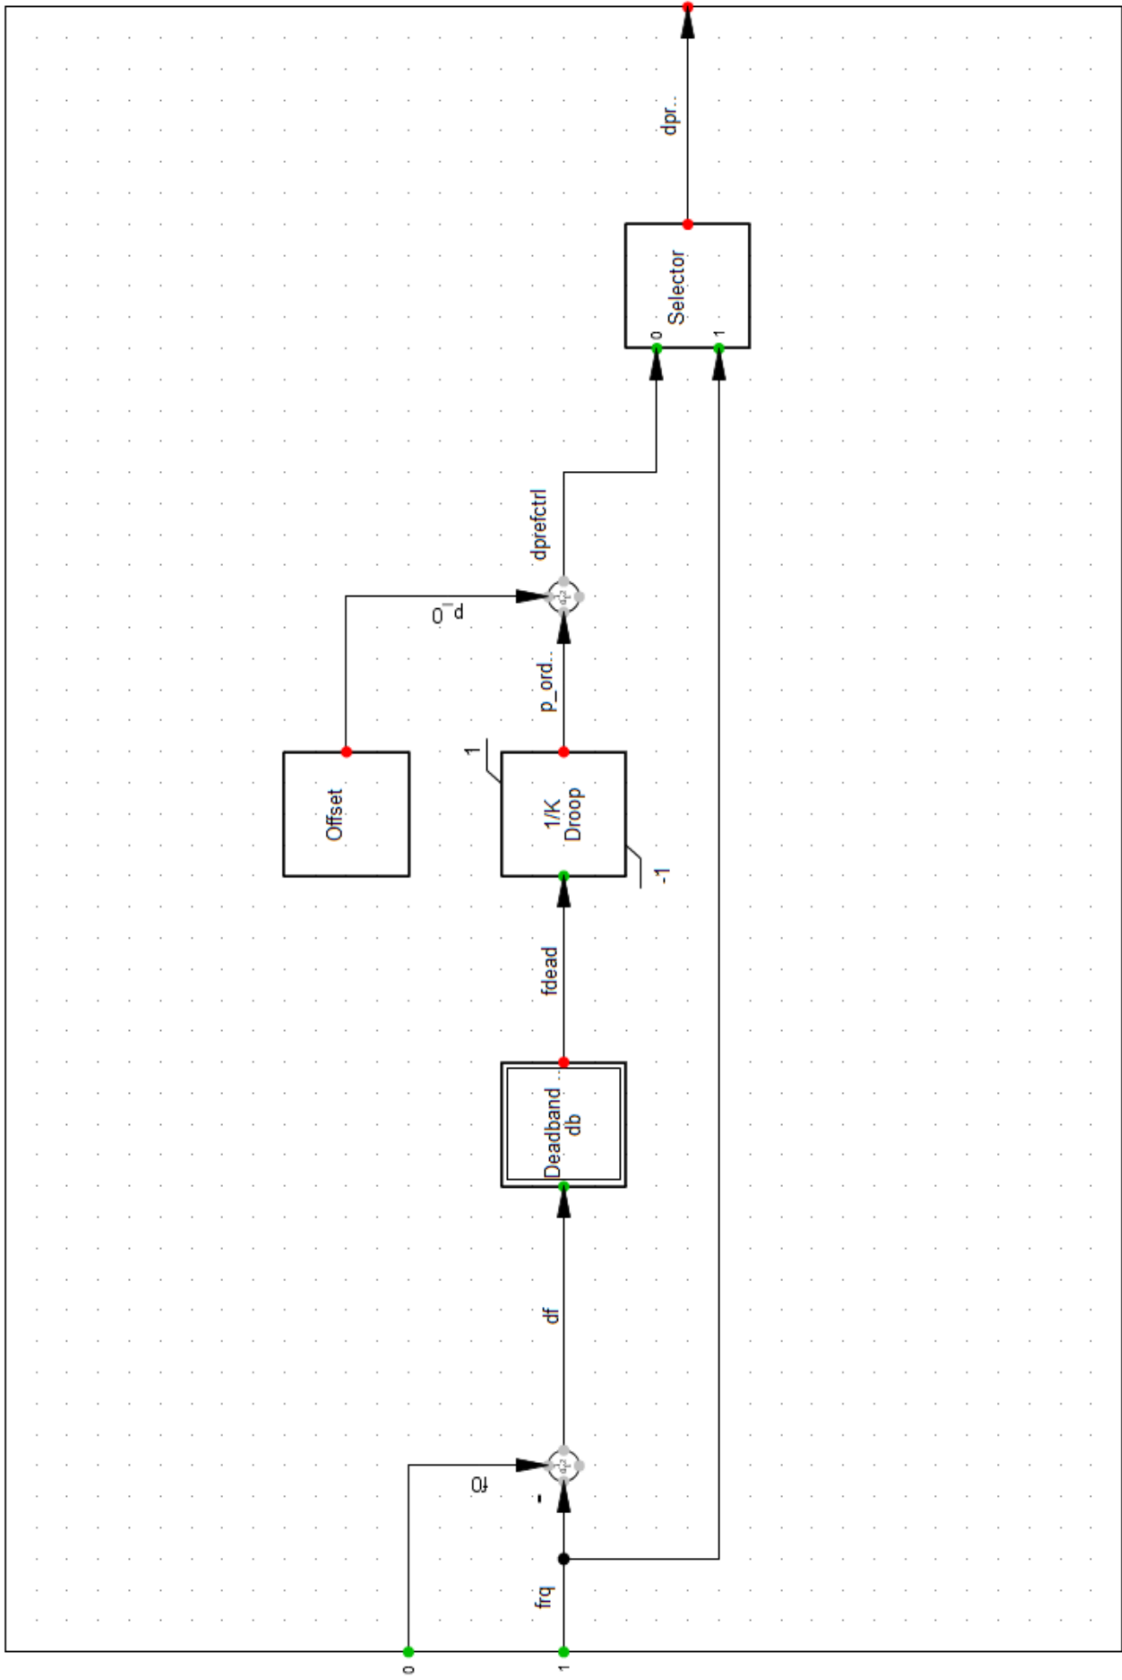 0
1
frq
f0
-
df
Deadband
db
fdead
1/K
Droop
1
-1
Offset
p_ord..
p_0
dprefctrl
0
1
Selector
dpr..